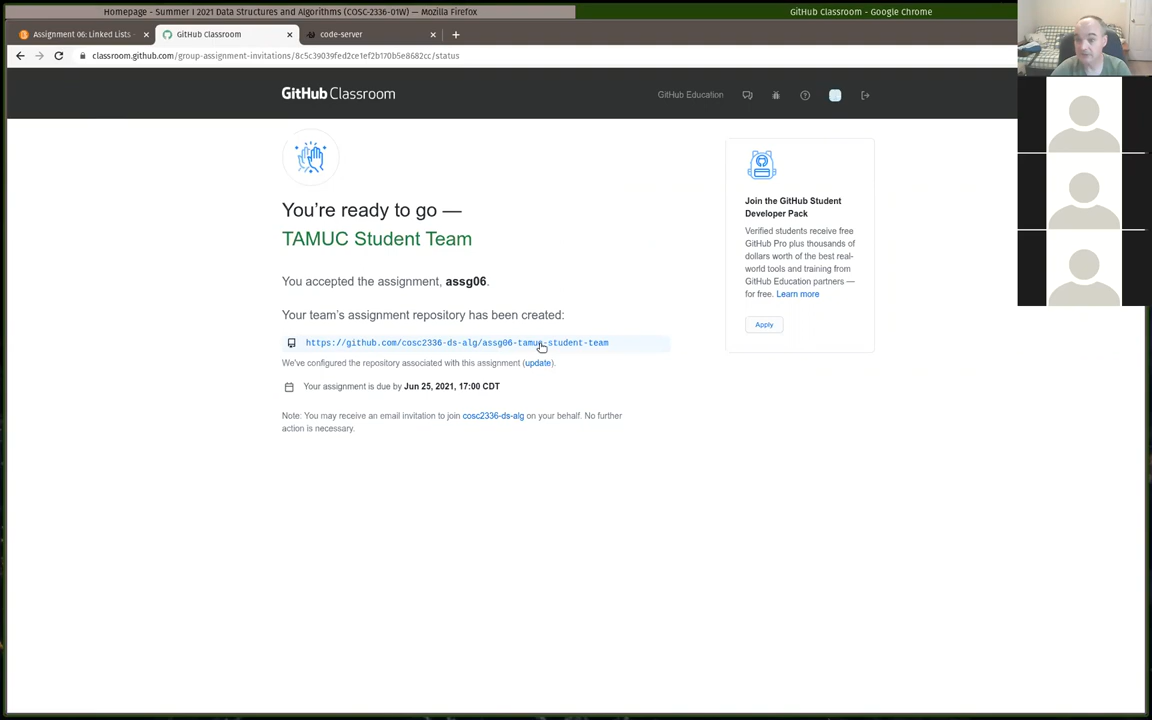 Homepage - Summer I 2021 Data Structures and Algorithms (COSC-2336-01W) — Mozilla Firefox
GitHub Classroom - Google Chrome
Assignment 06: Linked Lists
GitHub Classroom
code-server
classroom.github.com/group-assignment-invitations/8c5c39039fed2ce1ef2b170b5e8682cc/status
GitHub Classroom
GitHub Education
You're ready to go —
TAMUC Student Team
You accepted the assignment, assg06.
Your team's assignment repository has been created:
https://github.com/cosc2336-ds-alg/assg06-tamuc-student-team
We've configured the repository associated with this assignment (update).
Your assignment is due by Jun 25, 2021, 17:00 CDT
Note: You may receive an email invitation to join cosc2336-ds-alg on your behalf. No further
action is necessary.
Join the GitHub Student
Developer Pack
Verified students receive free
GitHub Pro plus thousands of
dollars worth of the best real-
world tools and training from
GitHub Education partners —
for free. Learn more
Apply